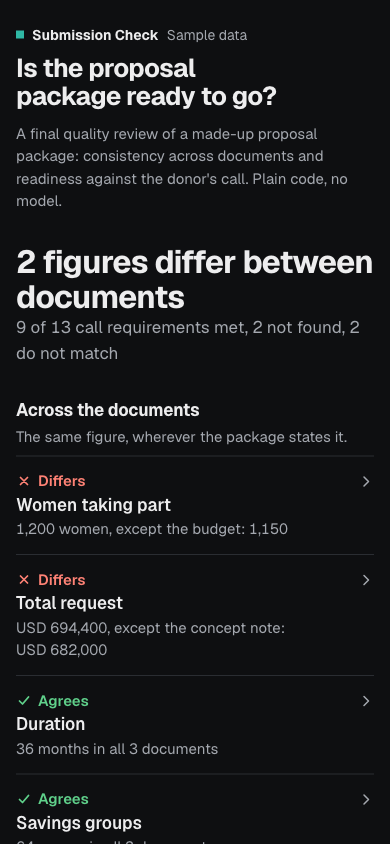 Submission Check Sample data
Is the proposal
package ready to go?
A final quality review of a made-up proposal
package: consistency across documents and
readiness against the donor's call. Plain code, no
model.
2 figures differ between
documents
9 of 13 call requirements met, 2 not found, 2
do not match
Across the documents
The same figure, wherever the package states it.
Differs
Women taking part
1,200 women, except the budget: 1,150
Differs
Total request
USD 694,400, except the concept note:
USD 682,000
Agrees
Duration
36 months in all 3 documents
Agrees
Savings groups